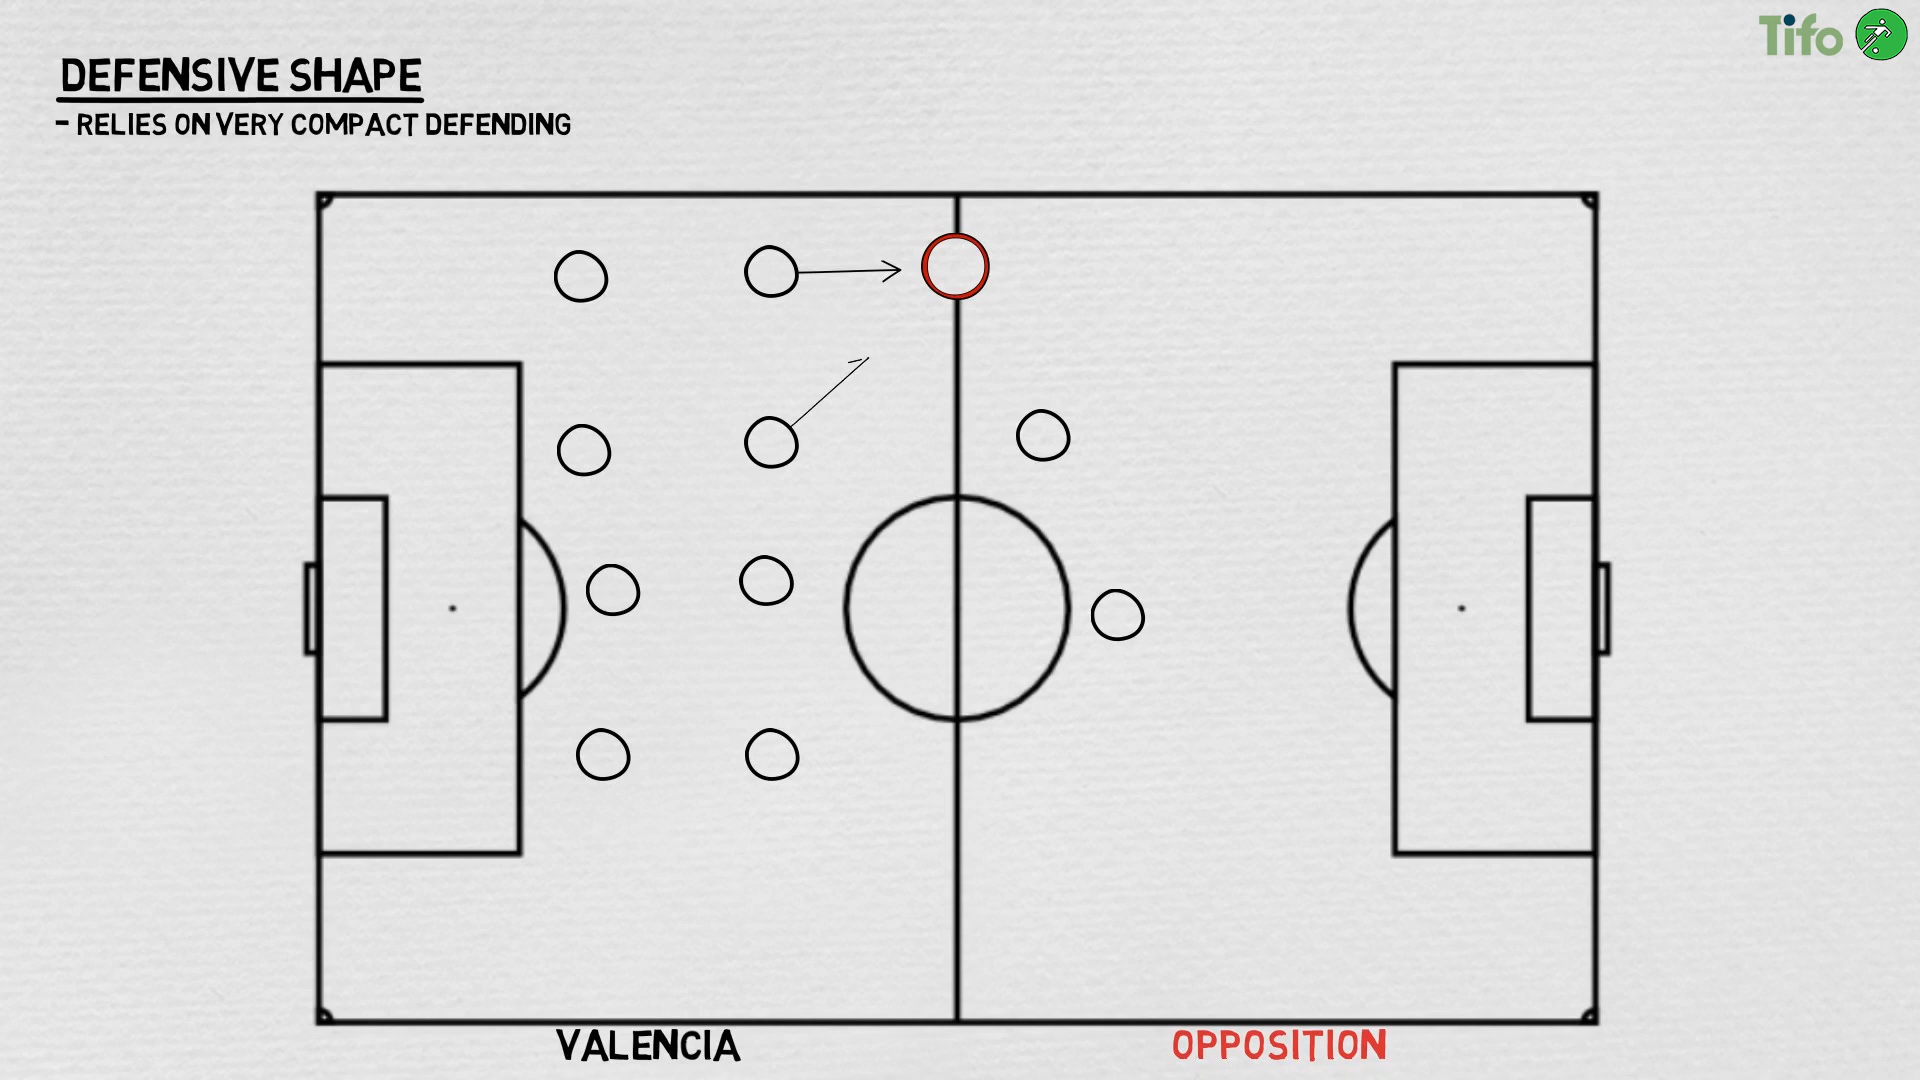 Tifo
DEFENSIVE SHAPE
- RELIES ON VERY COMPACT DEFENDING
VALENCIA
OPPOSITION